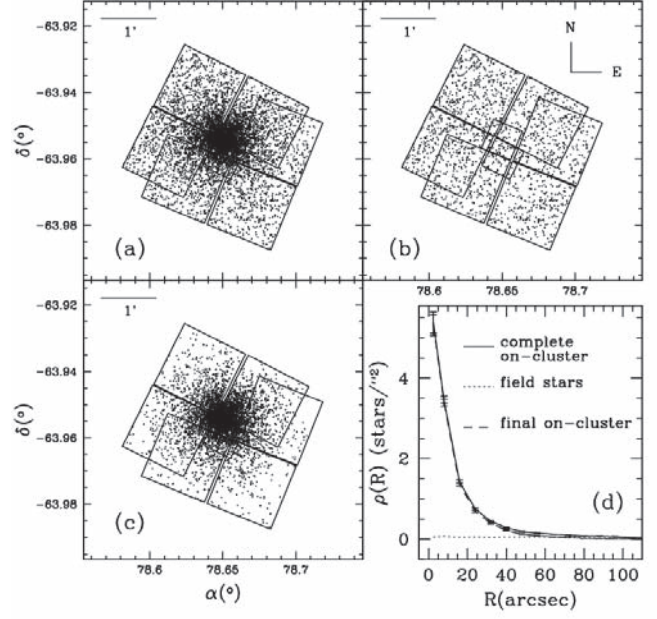 1' 1' N
E
−63.92
−63.94
−63.96
−63.98
δ(°)
(a) (b)
78.6 78.65 78.7
1'
−63.92
−63.94
−63.96
−63.98
δ(°)
(c)
78.6 78.65 78.7
α(°)
complete
on−cluster
field stars
final on−cluster
(d)
ρ(R) (stars/"^2)
4
2
0
0 20 40 60 80 100
R(arcsec)